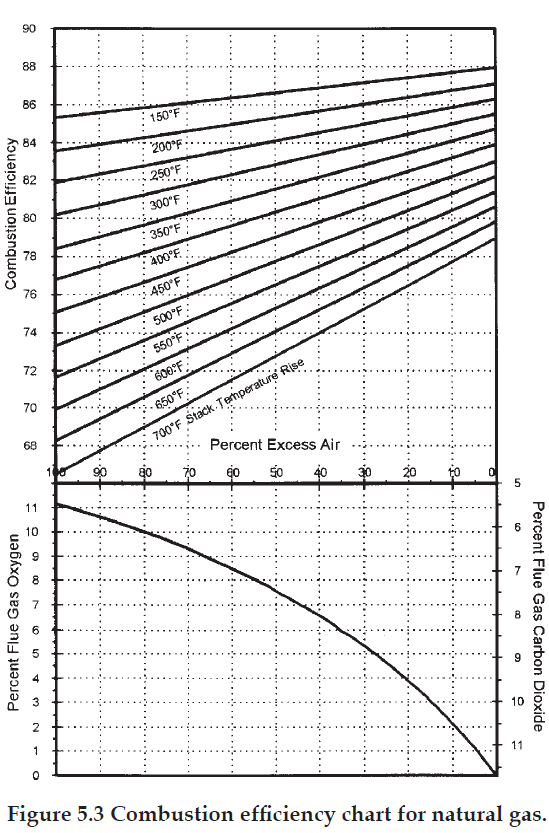 90
88
86
84
82
80
78
76
74
72
70
68
Combustion Efficiency
150°F
200°F
250°F
300°F
350°F
400°F
450°F
500°F
550°F
600°F
650°F
700°F Stack Temperature Rise
Percent Excess Air
100 90 80 70 60 50 40 30 20 10 0
11
10
9
8
7
6
5
4
3
2
1
0
Percent Flue Gas Oxygen
5
6
7
8
9
10
11
Percent Flue Gas Carbon Dioxide
Figure 5.3 Combustion efficiency chart for natural gas.